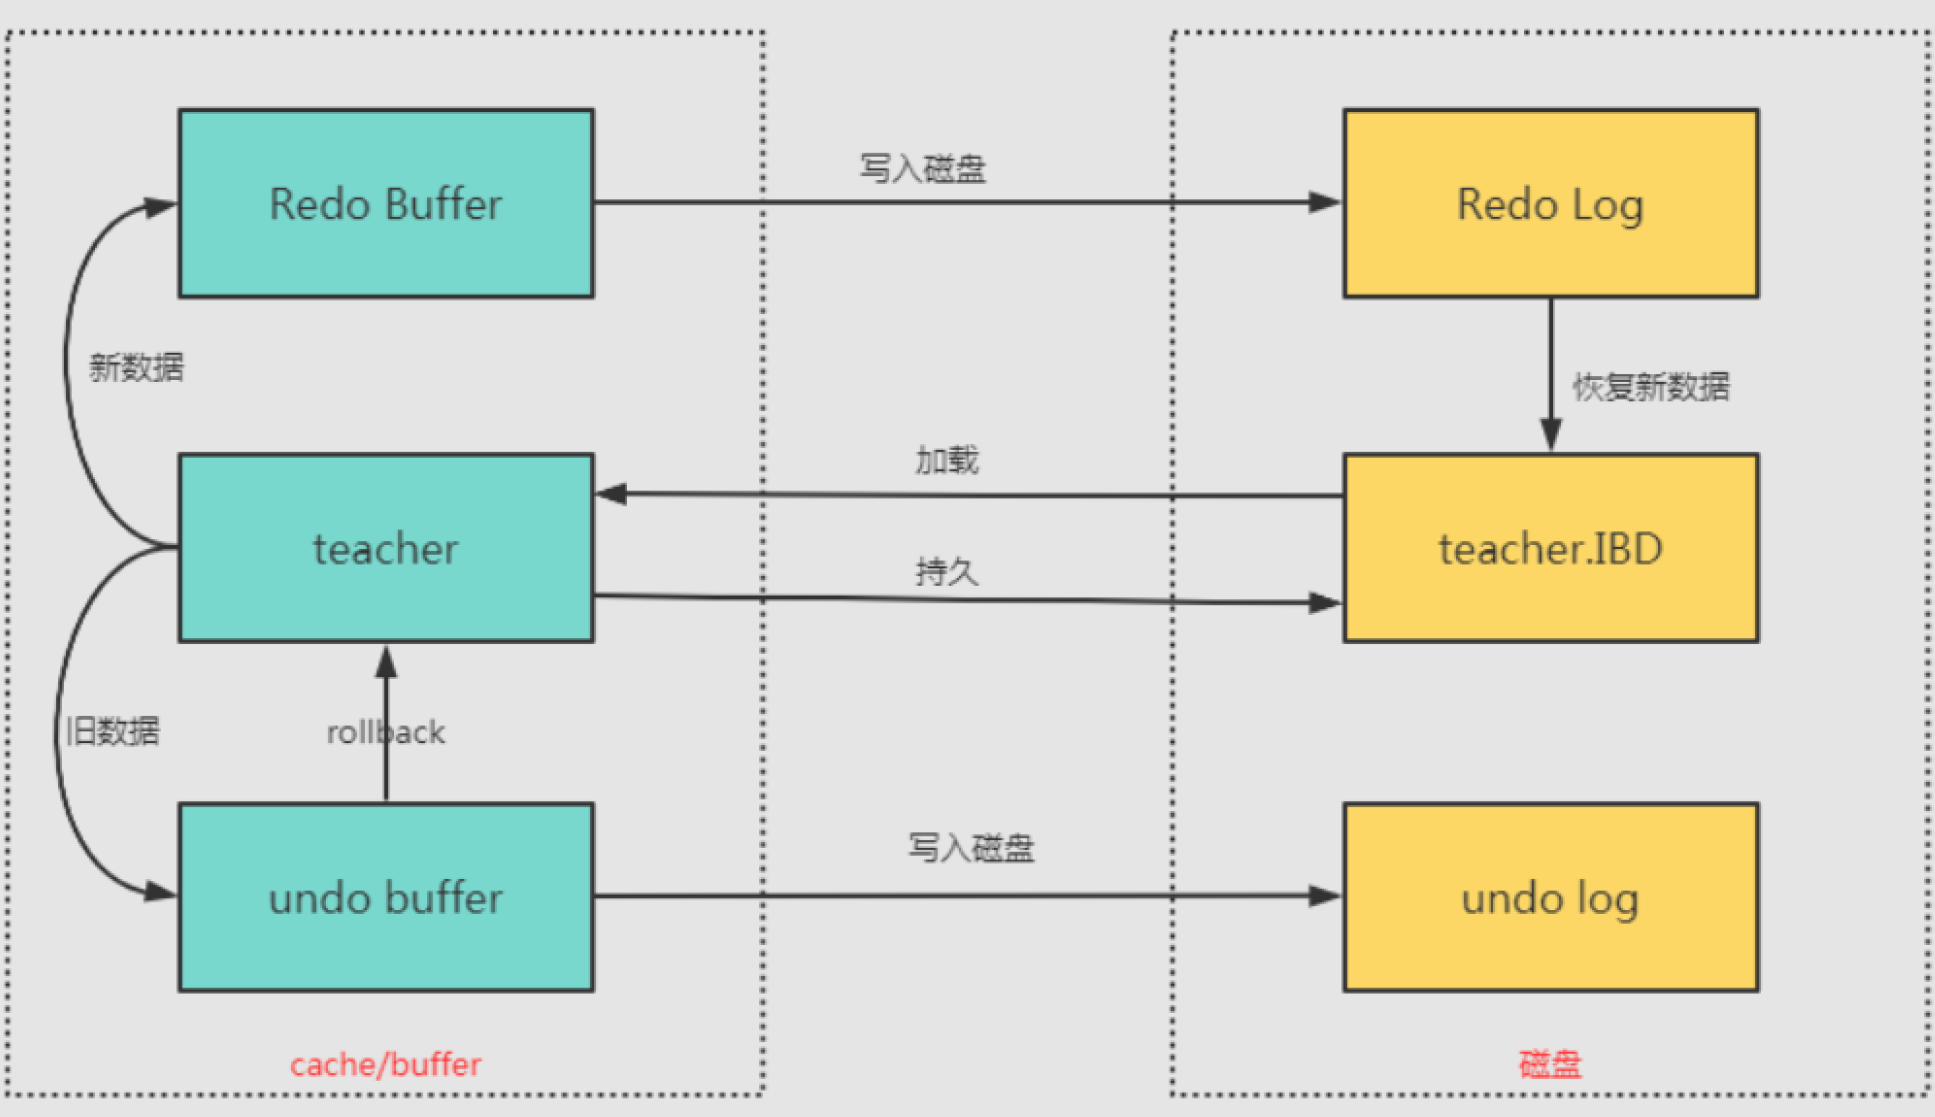 Redo Buffer
写入磁盘
Redo Log
新数据
恢复新数据
加载
teacher
持久
teacher.IBD
旧数据
rollback
undo buffer
写入磁盘
undo log
cache/buffer
磁盘